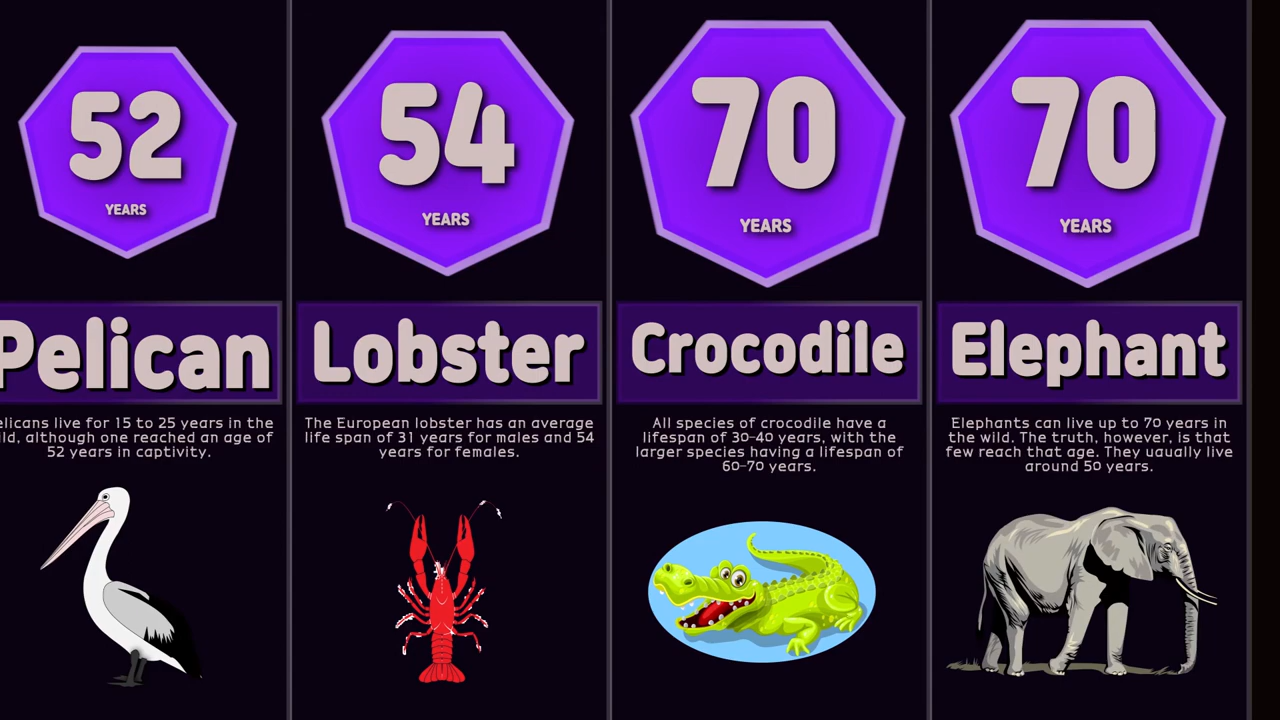 52
YEARS
Pelican
elicans live for 15 to 25 years in the
ild, although one reached an age of
52 years in captivity.
54
YEARS
Lobster
The European lobster has an average
life span of 31 years for males and 54
years for females.
70
YEARS
Crocodile
All species of crocodile have a
lifespan of 30-40 years, with the
larger species having a lifespan of
60-70 years.
70
YEARS
Elephant
Elephants can live up to 70 years in
the wild. The truth, however, is that
few reach that age. They uaually live
around 50 years.